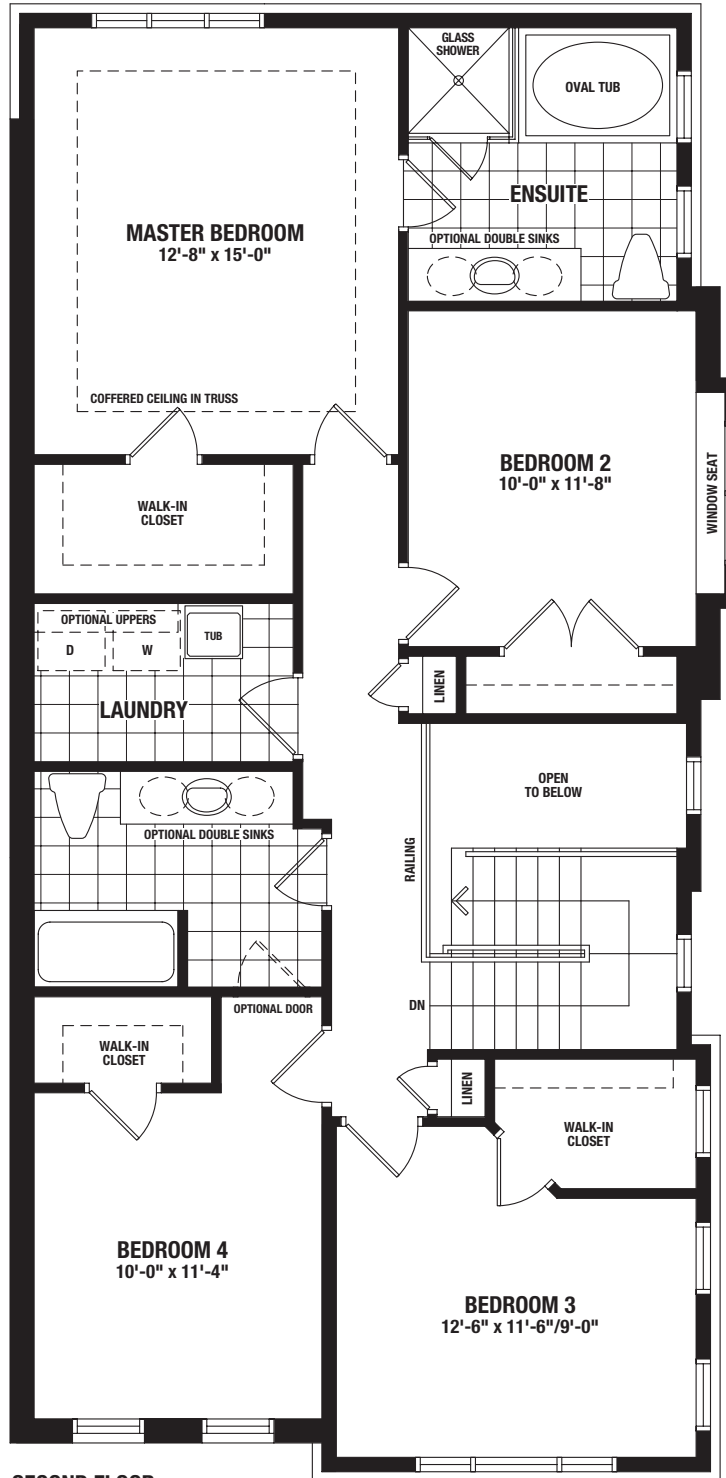 GLASS
SHOWER
OVAL TUB
ENSUITE
OPTIONAL DOUBLE SINKS
MASTER BEDROOM
12'-8" x 15'-0"
COFFERED CEILING IN TRUSS
BEDROOM 2
10'-0" x 11'-8"
WINDOW SEAT
WALK-IN
CLOSET
OPTIONAL UPPERS
D
W
TUB
LAUNDRY
LINEN
OPEN
TO BELOW
OPTIONAL DOUBLE SINKS
RAILING
DN
OPTIONAL DOOR
WALK-IN
CLOSET
LINEN
WALK-IN
CLOSET
BEDROOM 4
10'-0" x 11'-4"
BEDROOM 3
12'-6" x 11'-6"/9'-0"
SECOND FLOOR